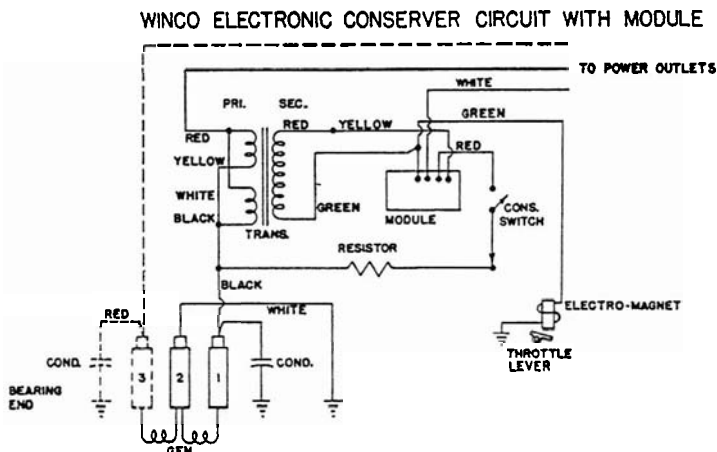 WINCO ELECTRONIC CONSERVER CIRCUIT WITH MODULE
TO POWER OUTLETS
WHITE
PRI. SEC.
GREEN
RED
RED
YELLOW
RED
YELLOW
WHITE
GREEN
BLACK
TRANS.
MODULE
CONS.
SWITCH
RESISTOR
BLACK
WHITE
RED
ELECTRO-MAGNET
THROTTLE
LEVER
COND.
3
2
1
COND.
BEARING
END
GEN